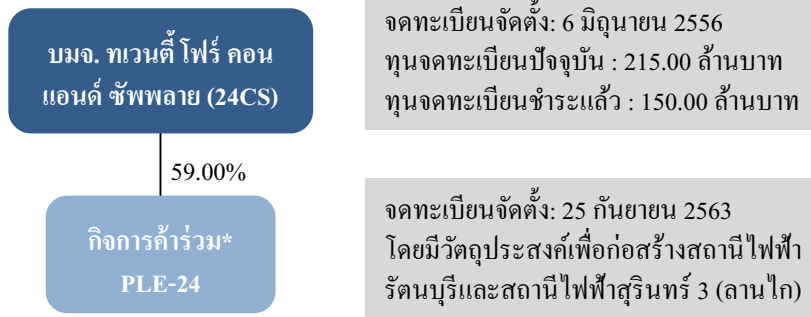 บมจ. ทเวนตี้ โฟร์ คอน
แอนด์ ซัพพลาย (24CS)
จดทะเบียนจัดตั้ง: 6 มิถุนายน 2556
ทุนจดทะเบียนปัจจุบัน : 215.00 ล้านบาท
ทุนจดทะเบียนชำระแล้ว : 150.00 ล้านบาท
59.00%
กิจการค้าร่วม*
PLE-24
จดทะเบียนจัดตั้ง: 25 กันยายน 2563
โดยมีวัตถุประสงค์เพื่อก่อสร้างสถานีไฟฟ้า
รัตนบุรีและสถานีไฟฟ้าสุรินทร์ 3 (ลานไก)